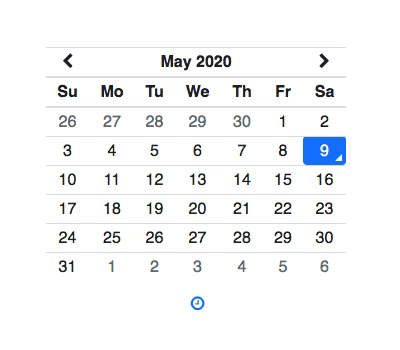 May 2020
Su Mo Tu We Th Fr Sa
26 27 28 29 30 1 2
3 4 5 6 7 8 9
10 11 12 13 14 15 16
17 18 19 20 21 22 23
24 25 26 27 28 29 30
31 1 2 3 4 5 6